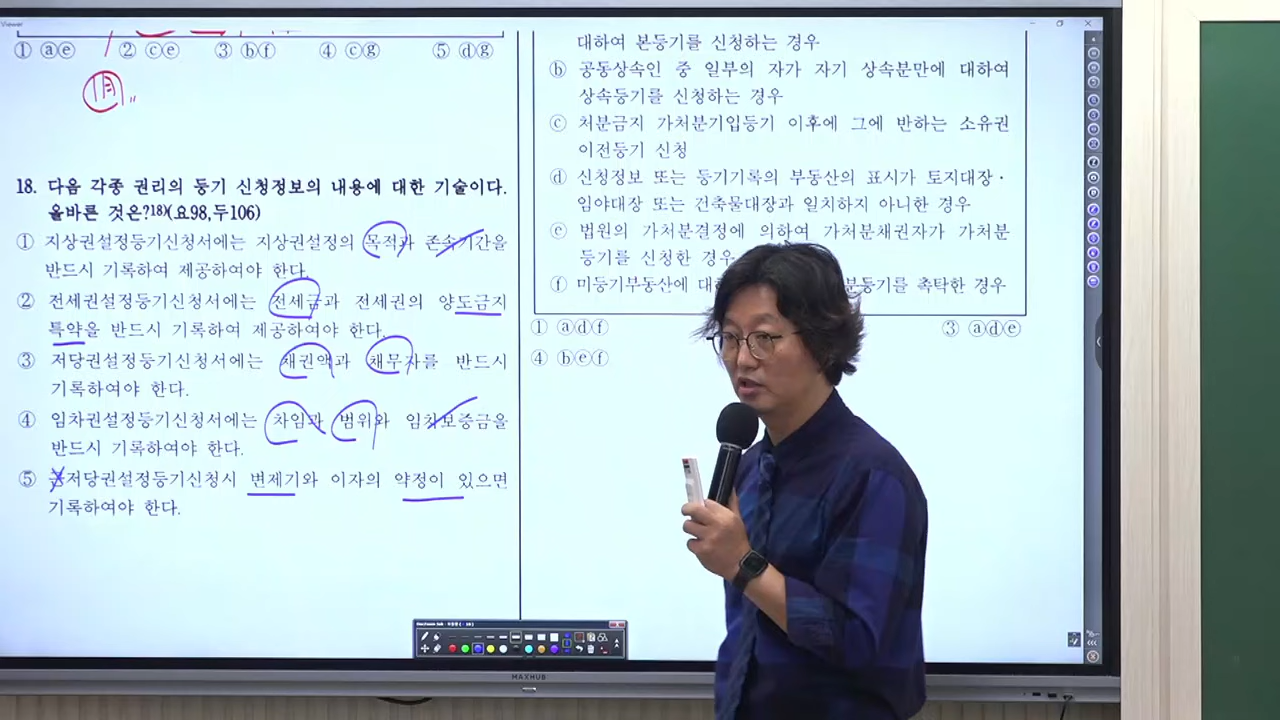 ① ⓐⓔ ② ⓒⓔ ③ ⓑⓕ ④ ⓒⓖ ⑤ ⓓⓖ
18. 다음 각종 권리의 등기 신청정보의 내용에 대한 기술이다.
올바른 것은?18)(요98,두106)
① 지상권설정등기신청서에는 지상권설정의 목적과 존속기간을
반드시 기록하여 제공하여야 한다.
② 전세권설정등기신청서에는 전세금과 전세권의 양도금지
특약을 반드시 기록하여 제공하여야 한다.
③ 저당권설정등기신청서에는 채권액과 채무자를 반드시
기록하여야 한다.
④ 임차권설정등기신청서에는 차임과 범위와 임차보증금을
반드시 기록하여야 한다.
⑤ 근저당권설정등기신청시 변제기와 이자의 약정이 있으면
기록하여야 한다.
대하여 본등기를 신청하는 경우
ⓑ 공동상속인 중 일부의 자가 자기 상속분만에 대하여
상속등기를 신청하는 경우
ⓒ 처분금지 가처분기입등기 이후에 그에 반하는 소유권
이전등기 신청
ⓓ 신청정보 또는 등기기록의 부동산의 표시가 토지대장·
임야대장 또는 건축물대장과 일치하지 아니한 경우
ⓔ 법원의 가처분결정에 의하여 가처분채권자가 가처분
등기를 신청한 경우
ⓕ 미등기부동산에 분등기를 촉탁한 경우
① ⓐⓓⓕ ③ ⓐⓓⓔ
④ ⓑⓔⓕ
MAXHUB